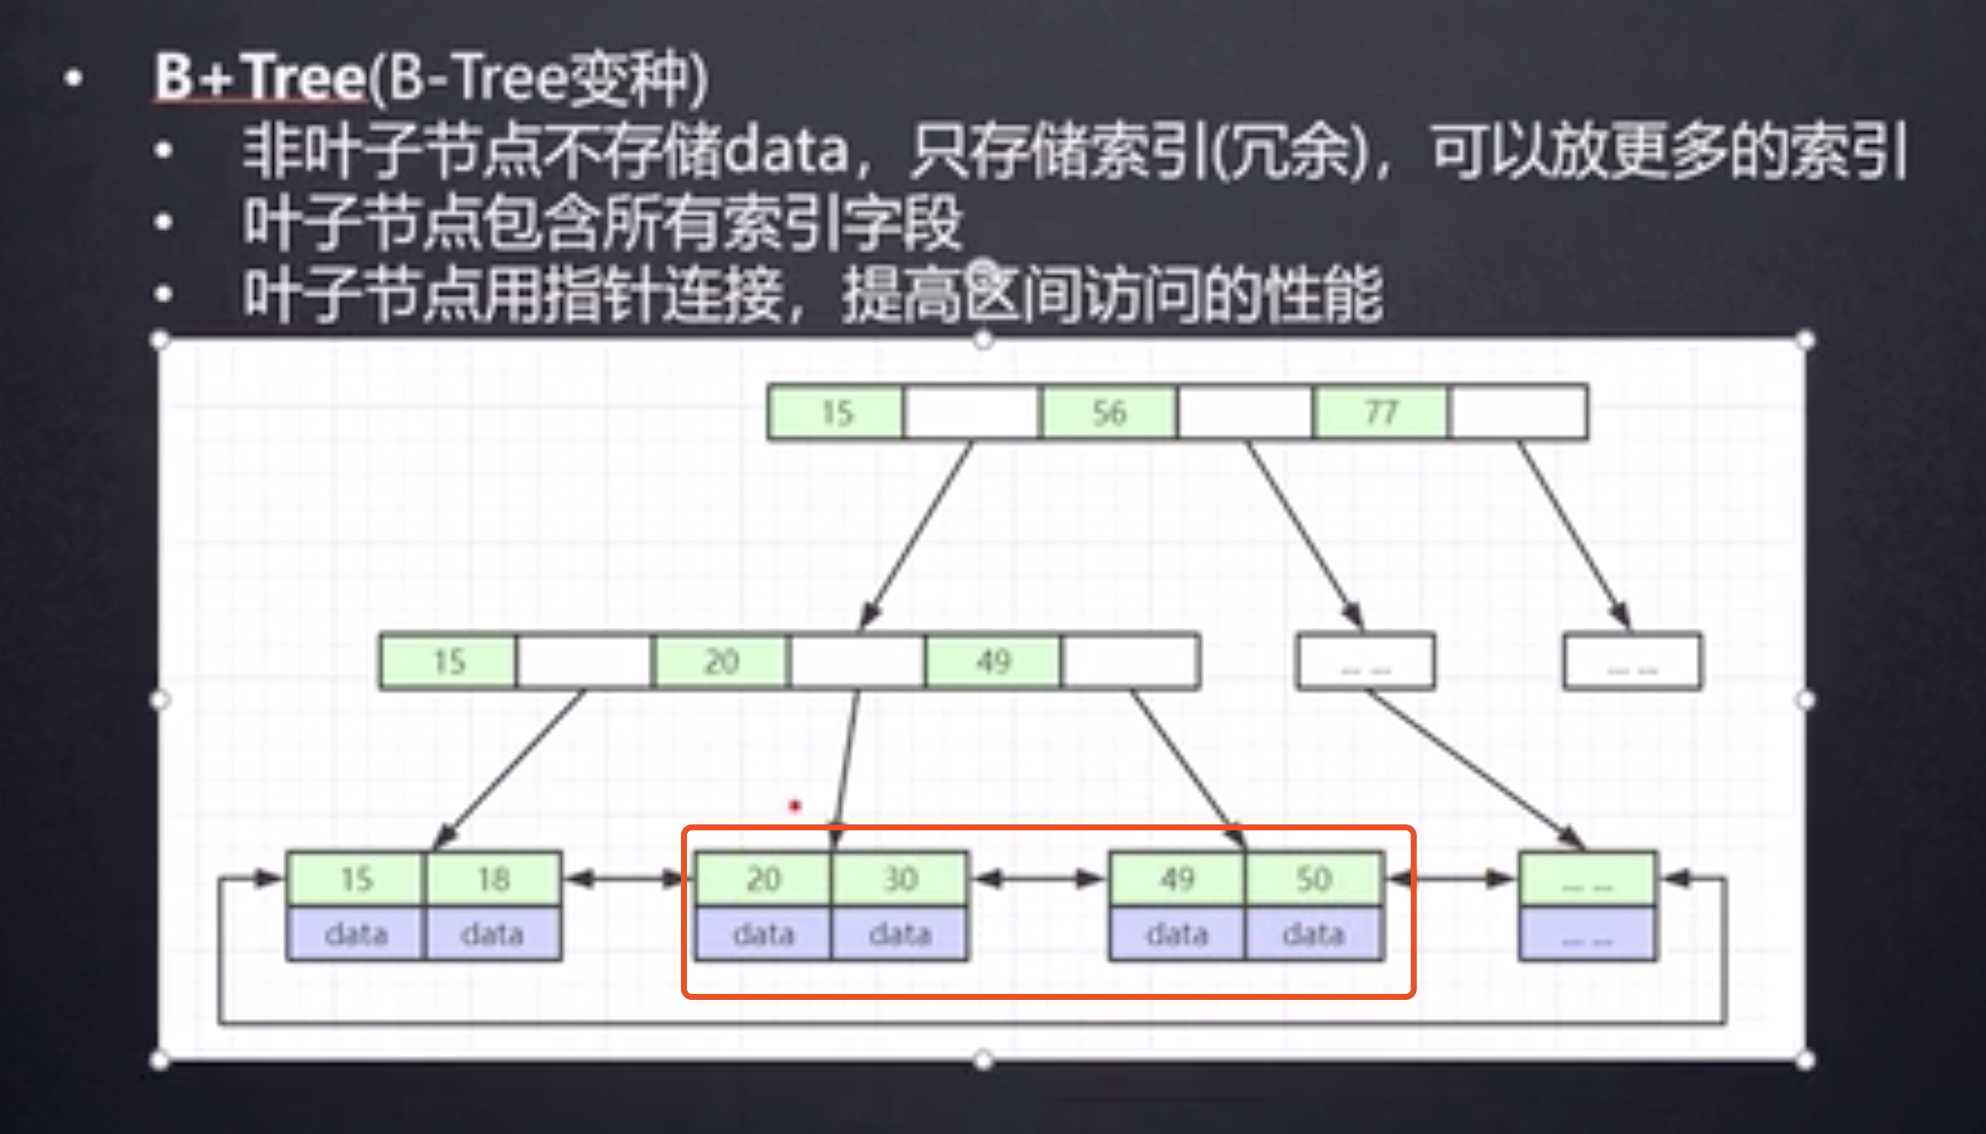 B+Tree(B-Tree变种)
非叶子节点不存储data，只存储索引(冗余)，可以放更多的索引
叶子节点包含所有索引字段
叶子节点用指针连接，提高区间访问的性能
15 56 77
15 20 49 ... ... ... ...
15 18 20 30 49 50 ... ...
data data data data data data ... ...